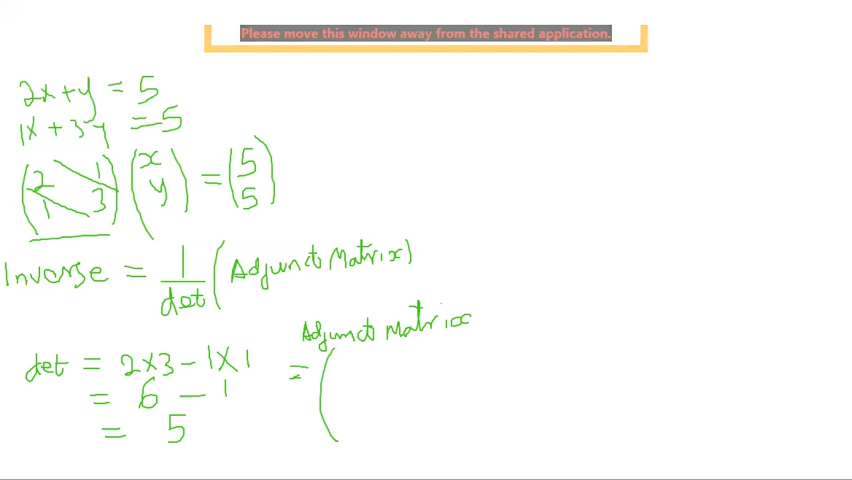 Please move this window away from the shared application.
2x+y = 5
1x + 3y = 5
(2 1
1 3) (x
y) = (5
5)
Inverse = 1/det (Adjunct Matrix)
Adjunct Matrix
det = 2x3 - 1x1 = (
= 6 - 1
= 5